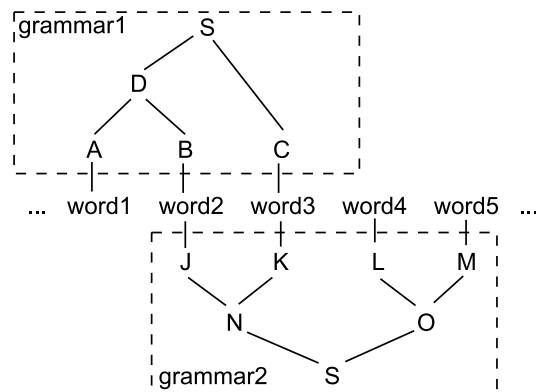 grammar1 S
D
A B C
... word1 word2 word3 word4 word5 ...
J K L M
N O
grammar2 S